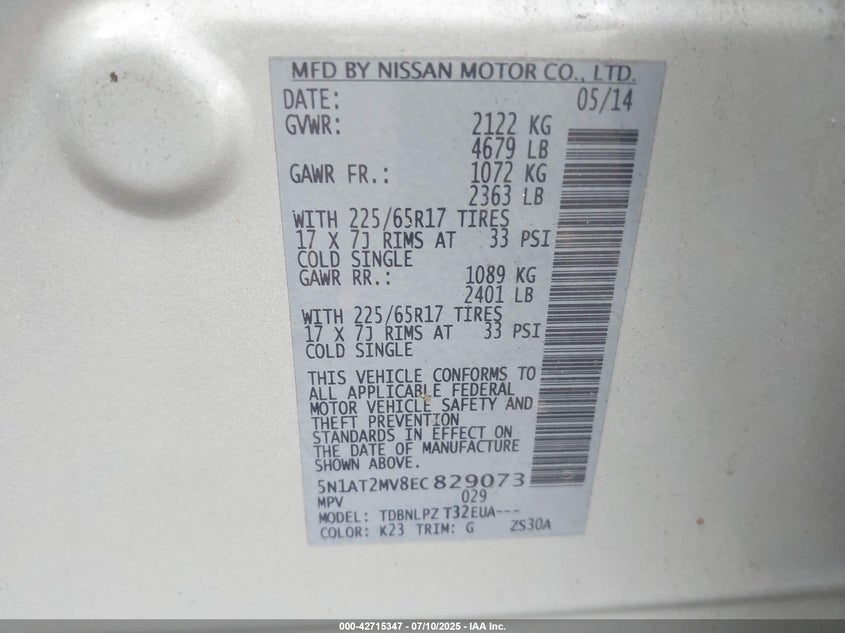 MFD BY NISSAN MOTOR CO., LTD.
DATE: 05/14
GVWR: 2122 KG
4679 LB
GAWR FR.: 1072 KG
2363 LB
WITH 225/65R17 TIRES
17 X 7J RIMS AT 33 PSI
COLD SINGLE
GAWR RR.: 1089 KG
2401 LB
WITH 225/65R17 TIRES
17 X 7J RIMS AT 33 PSI
COLD SINGLE
THIS VEHICLE CONFORMS TO
ALL APPLICABLE FEDERAL
MOTOR VEHICLE SAFETY AND
THEFT PREVENTION
STANDARDS IN EFFECT ON
THE DATE OF MANUFACTURE
SHOWN ABOVE.
5N1AT2MV8EC829073
MPV 029
MODEL: TDBNLPZ T32EUA---
COLOR: K23 TRIM: G ZS30A
000-42715347 - 07/10/2025 - IAA Inc.